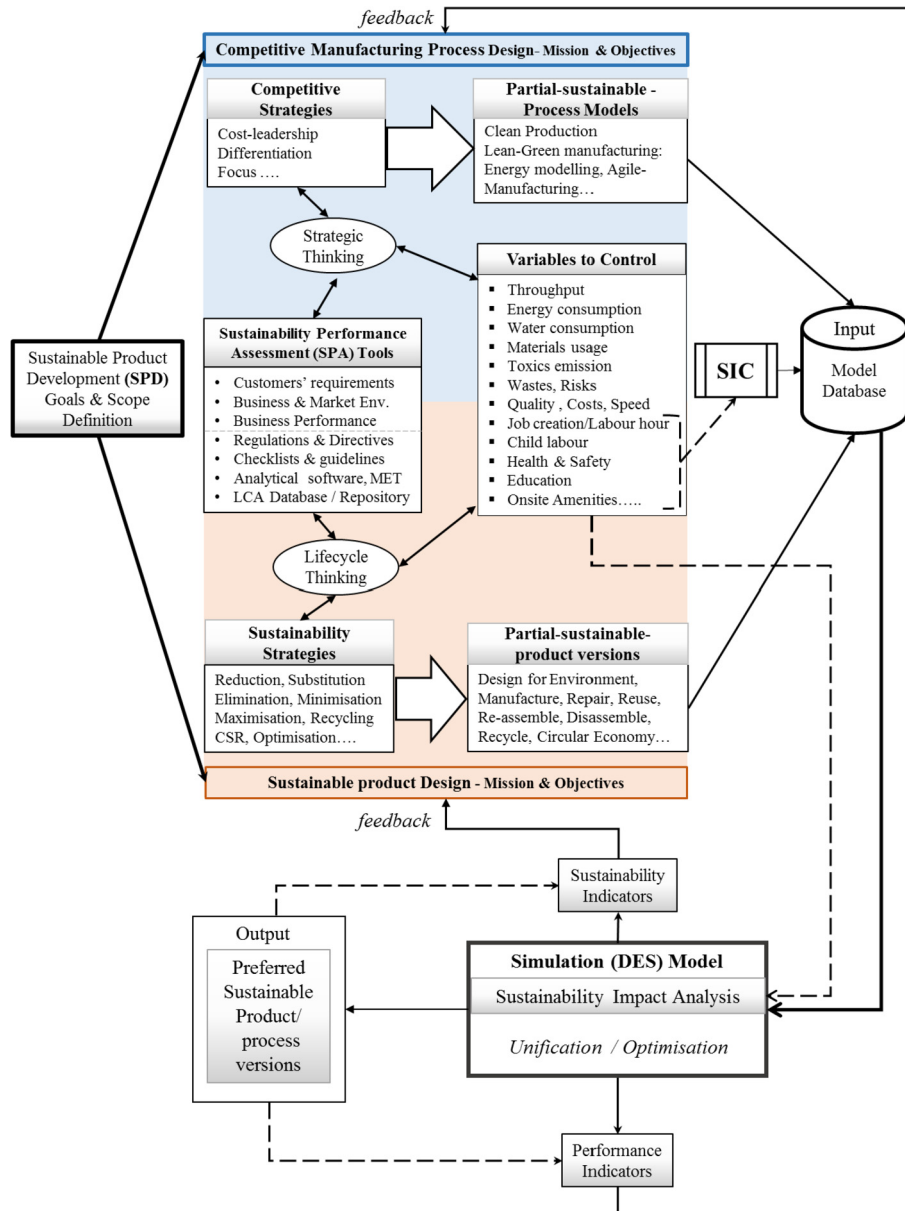 feedback
Competitive Manufacturing Process Design– Mission & Objectives
Competitive
Strategies
Cost-leadership
Differentiation
Focus ….
Partial-sustainable -
Process Models
Clean Production
Lean-Green manufacturing:
Energy modelling, Agile-
Manufacturing…
Strategic
Thinking
Variables to Control
▪ Throughput
▪ Energy consumption
▪ Water consumption
▪ Materials usage
▪ Toxics emission
▪ Wastes, Risks
▪ Quality , Costs, Speed
▪ Job creation/Labour hour
▪ Child labour
▪ Health & Safety
▪ Education
▪ Onsite Amenities…..
Sustainable Product
Development (SPD)
Goals & Scope
Definition
Sustainability Performance
Assessment (SPA) Tools
• Customers’ requirements
• Business & Market Env.
• Business Performance
• Regulations & Directives
• Checklists & guidelines
• Analytical software, MET
• LCA Database / Repository
SIC
Input
Model
Database
Lifecycle
Thinking
Sustainability
Strategies
Reduction, Substitution
Elimination, Minimisation
Maximisation, Recycling
CSR, Optimisation….
Partial-sustainable-
product versions
Design for Environment,
Manufacture, Repair, Reuse,
Re-assemble, Disassemble,
Recycle, Circular Economy…
Sustainable product Design - Mission & Objectives
feedback
Sustainability
Indicators
Output
Preferred
Sustainable
Product/
process
versions
Simulation (DES) Model
Sustainability Impact Analysis
Unification / Optimisation
Performance
Indicators